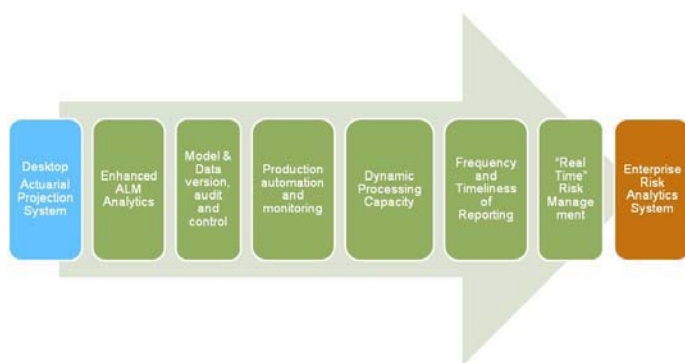 Desktop
Actuarial
Projection
System
Enhanced
ALM
Analytics
Model &
Data
version,
audit
and
control
Production
automation
and
monitoring
Dynamic
Processing
Capacity
Frequency
and
Timeliness
of
Reporting
"Real
Time"
Risk
Manage
ment
Enterprise
Risk
Analytics
System